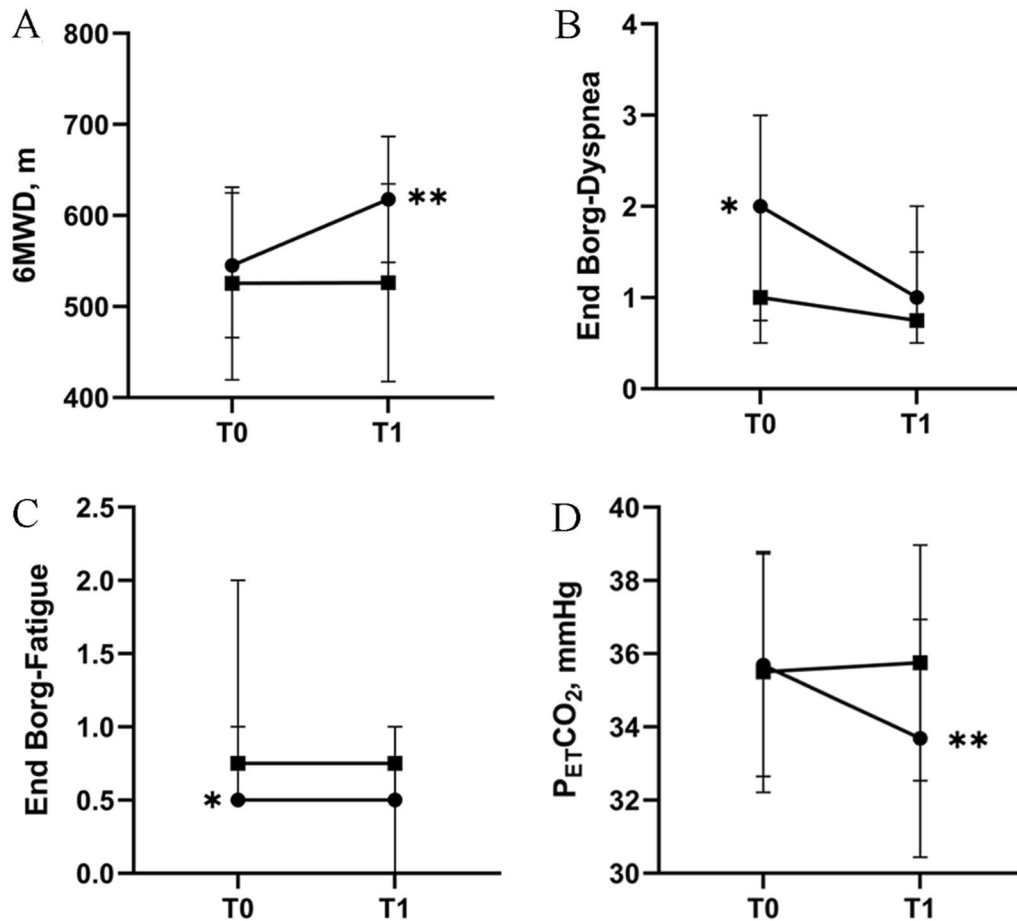 A
800
700
600
500
400
6MWD, m
**
T0 T1
B
4
3
2
1
0
End Borg-Dyspnea
*
T0 T1
C
2.5
2.0
1.5
1.0
0.5
0.0
End Borg-Fatigue
*
T0 T1
D
40
38
36
34
32
30
PETCO2, mmHg
**
T0 T1